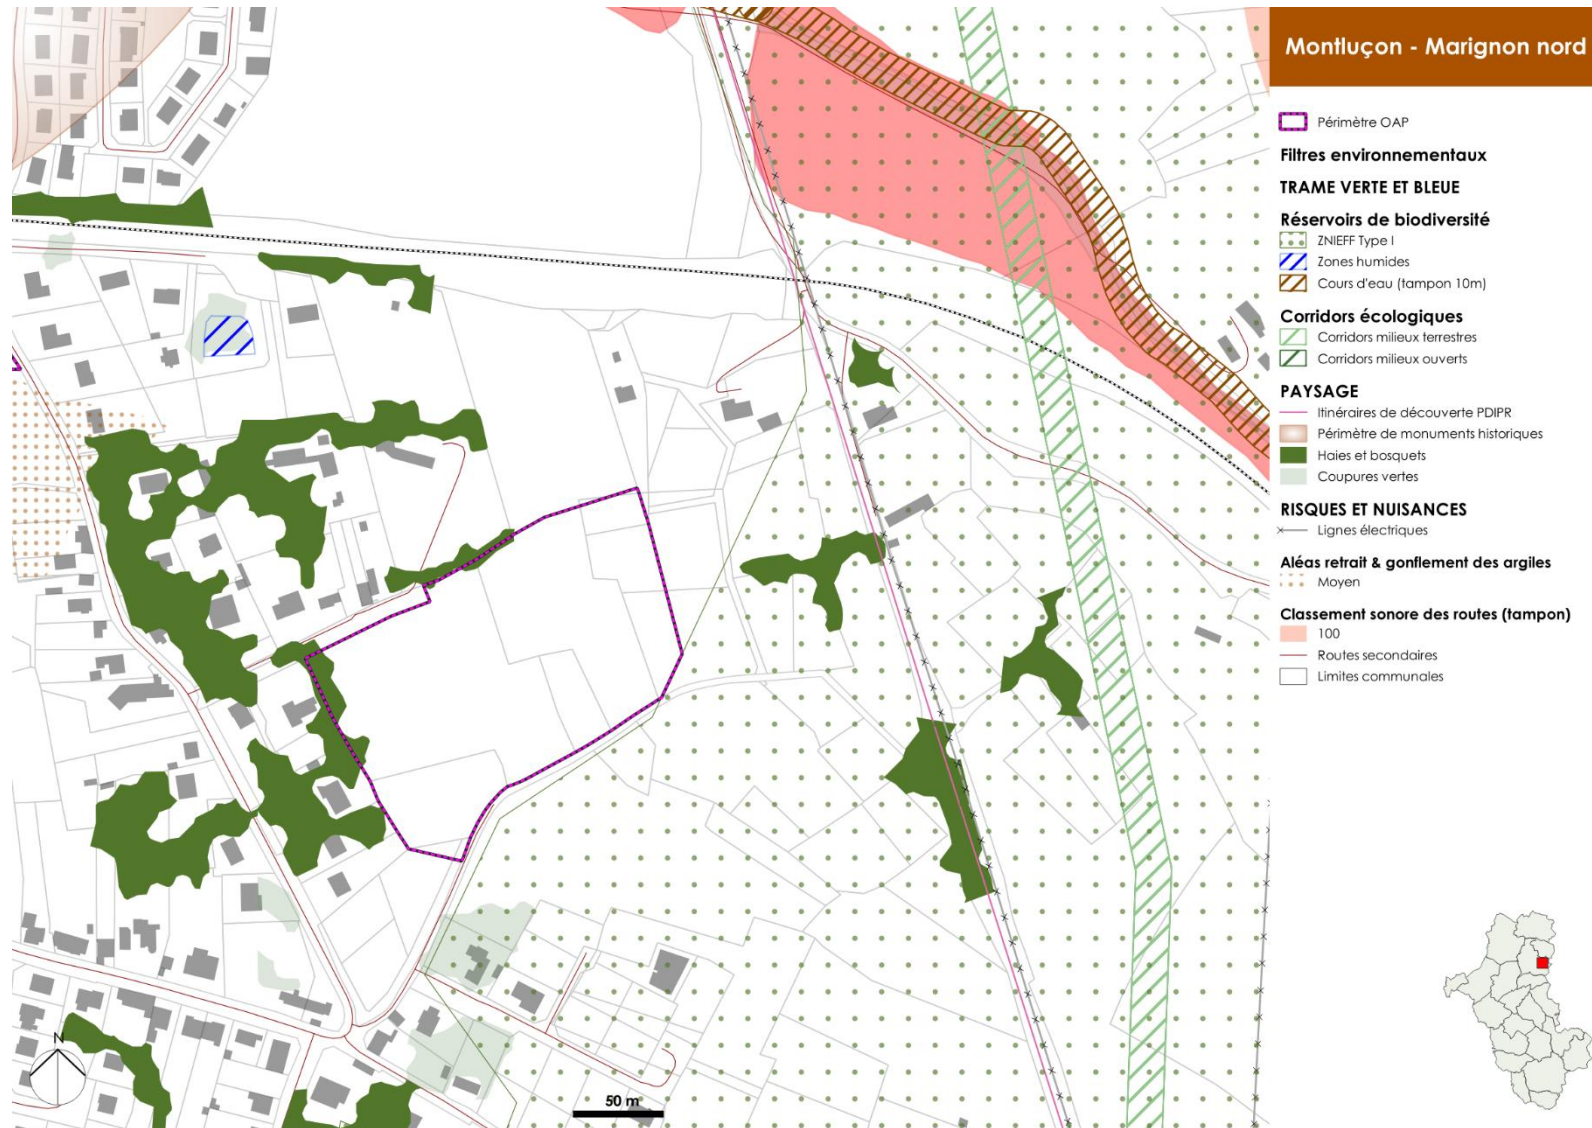 Montluçon - Marignon nord
Périmètre OAP
Filtres environnementaux
TRAME VERTE ET BLEUE
Réservoirs de biodiversité
ZNIEFF Type I
Zones humides
Cours d'eau (tampon 10m)
Corridors écologiques
Corridors milieux terrestres
Corridors milieux ouverts
PAYSAGE
Itinéraires de découverte PDIPR
Périmètre de monuments historiques
Haies et bosquets
Coupures vertes
RISQUES ET NUISANCES
Lignes électriques
Aléas retrait & gonflement des argiles
Moyen
Classement sonore des routes (tampon)
100
Routes secondaires
Limites communales
N
50 m